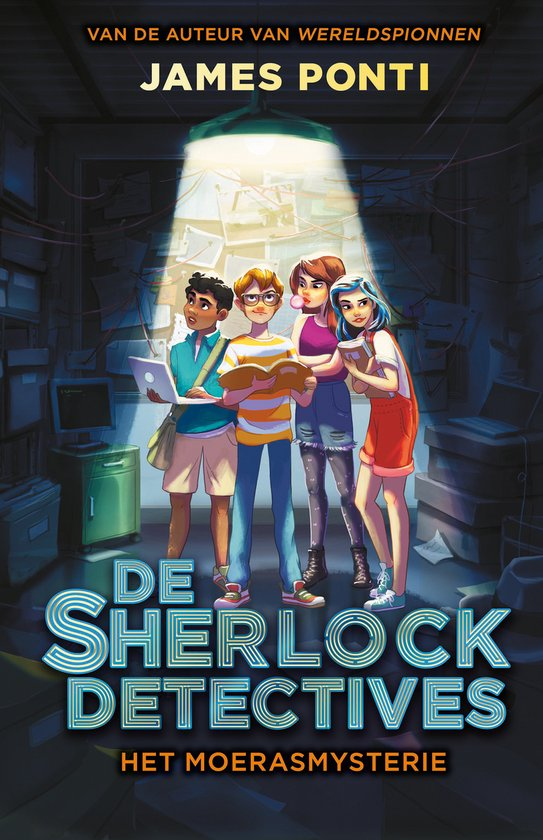 VAN DE AUTEUR VAN WERELDSPIONNEN
JAMES PONTI
DE
SHERLOCK
DETECTIVES
HET MOERASMYSTERIE